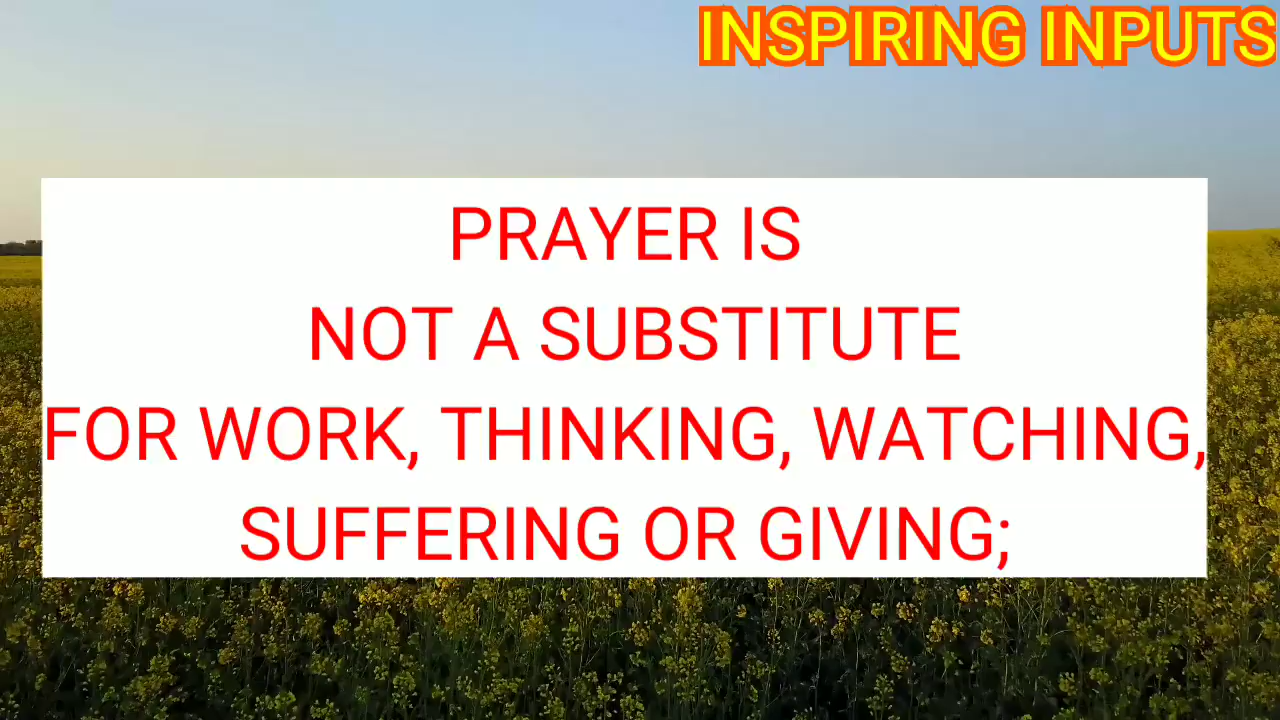 INSPIRING INPUTS
PRAYER IS
NOT A SUBSTITUTE
FOR WORK, THINKING, WATCHING,
SUFFERING OR GIVING;